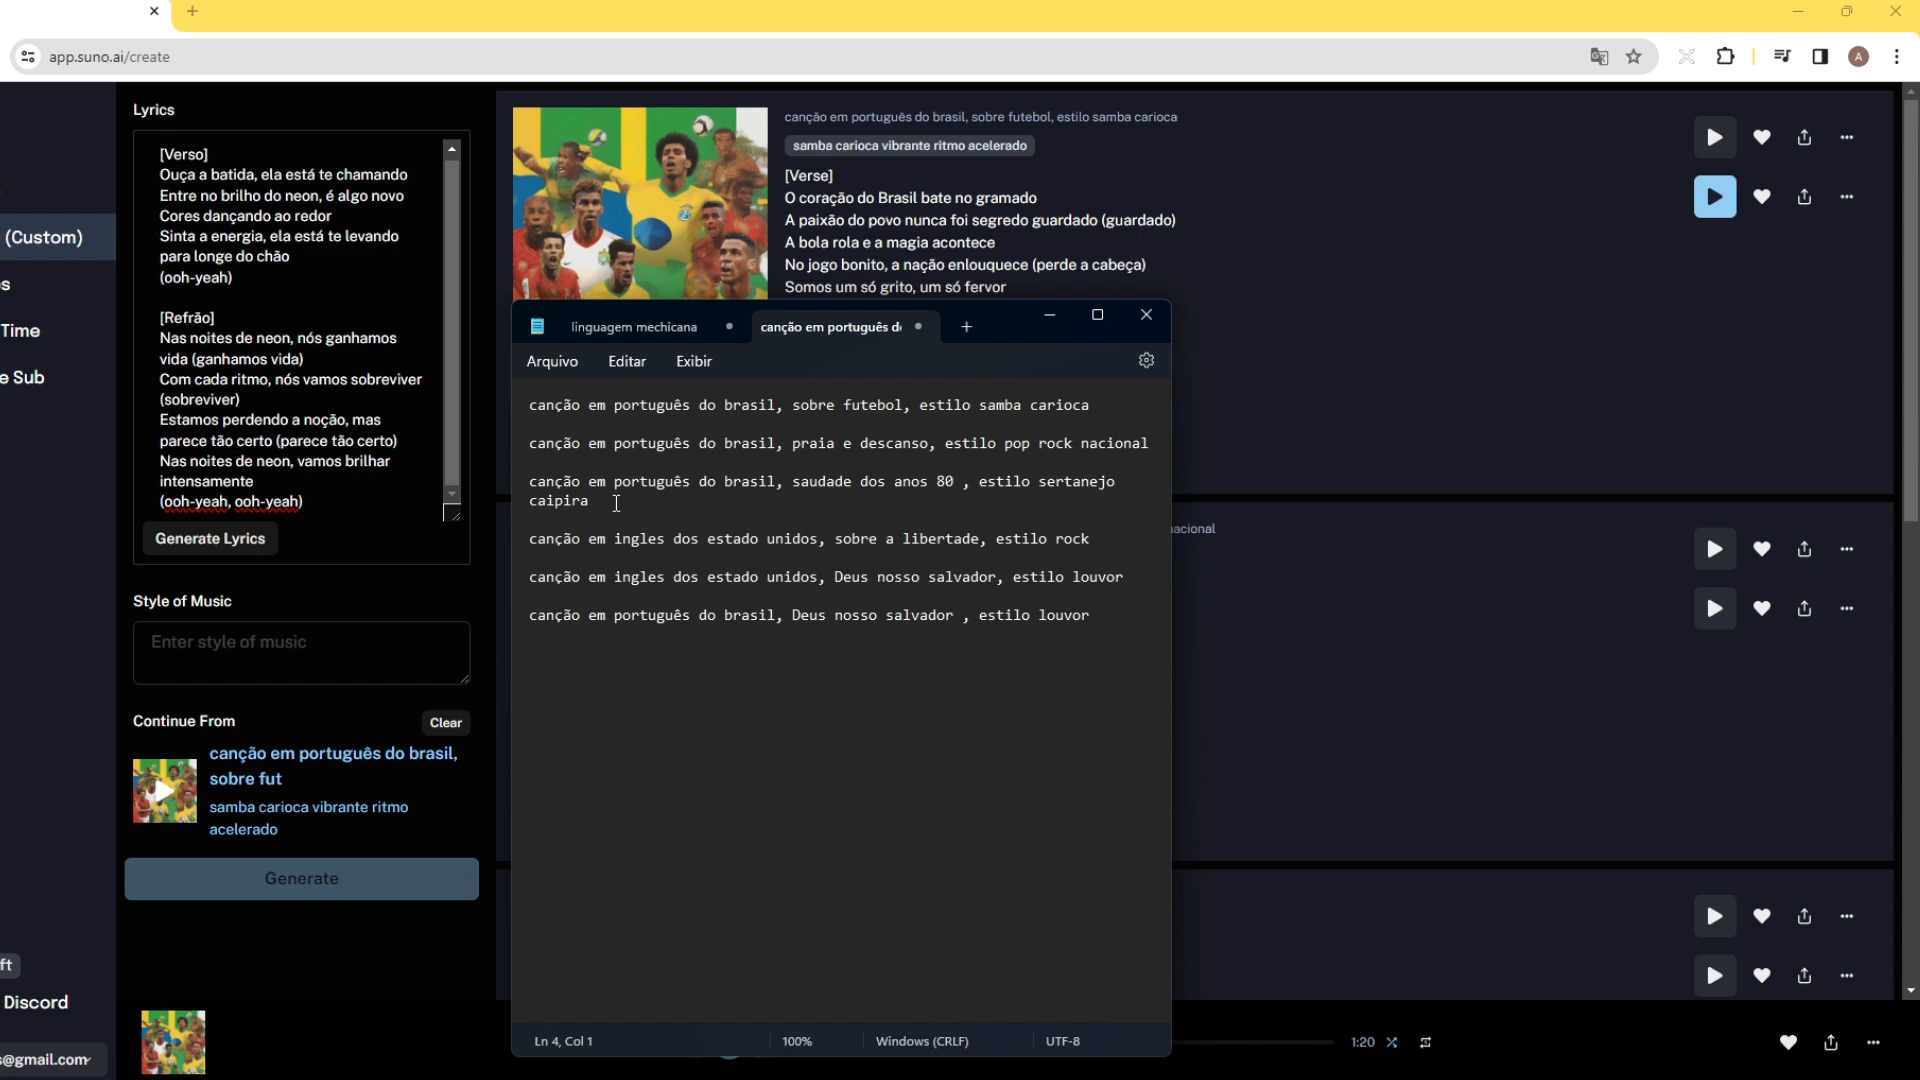 app.suno.ai/create
A
(Custom)
s
Time
e Sub
ft
Discord
s@gmail.com
Lyrics
[Verso]
Ouça a batida, ela está te chamando
Entre no brilho do neon, é algo novo
Cores dançando ao redor
Sinta a energia, ela está te levando
para longe do chão
(ooh-yeah)
[Refrão]
Nas noites de neon, nós ganhamos
vida (ganhamos vida)
Com cada ritmo, nós vamos sobreviver
(sobreviver)
Estamos perdendo a noção, mas
parece tão certo (parece tão certo)
Nas noites de neon, vamos brilhar
intensamente
(ooh-yeah, ooh-yeah)
Generate Lyrics
Style of Music
Enter style of music
Continue From
Clear
canção em português do brasil,
sobre fut
samba carioca vibrante ritmo
acelerado
Generate
canção em português do brasil, sobre futebol, estilo samba carioca
samba carioca vibrante ritmo acelerado
[Verse]
O coração do Brasil bate no gramado
A paixão do povo nunca foi segredo guardado (guardado)
A bola rola e a magia acontece
No jogo bonito, a nação enlouquece (perde a cabeça)
Somos um só grito, um só fervor
linguagem mechicana
canção em português d
Arquivo Editar Exibir
canção em português do brasil, sobre futebol, estilo samba carioca
canção em português do brasil, praia e descanso, estilo pop rock nacional
canção em português do brasil, saudade dos anos 80 , estilo sertanejo
caipira
canção em ingles dos estado unidos, sobre a libertade, estilo rock
canção em ingles dos estado unidos, Deus nosso salvador, estilo louvor
canção em português do brasil, Deus nosso salvador , estilo louvor
Ln 4, Col 1
100%
Windows (CRLF)
UTF-8
nacional
1:20